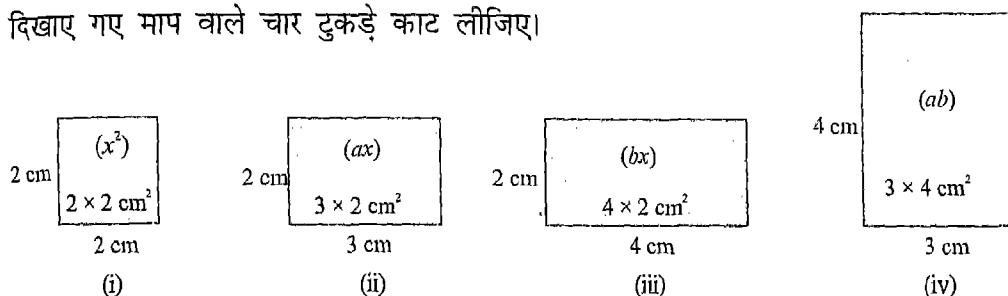 दिखाए गए माप वाले चार टुकड़े काट लीजिए।
(x²)
2 cm
2 × 2 cm²
2 cm
(i)
(ax)
2 cm
3 × 2 cm²
3 cm
(ii)
(bx)
2 cm
4 × 2 cm²
4 cm
(iii)
(ab)
4 cm
3 × 4 cm²
3 cm
(iv)